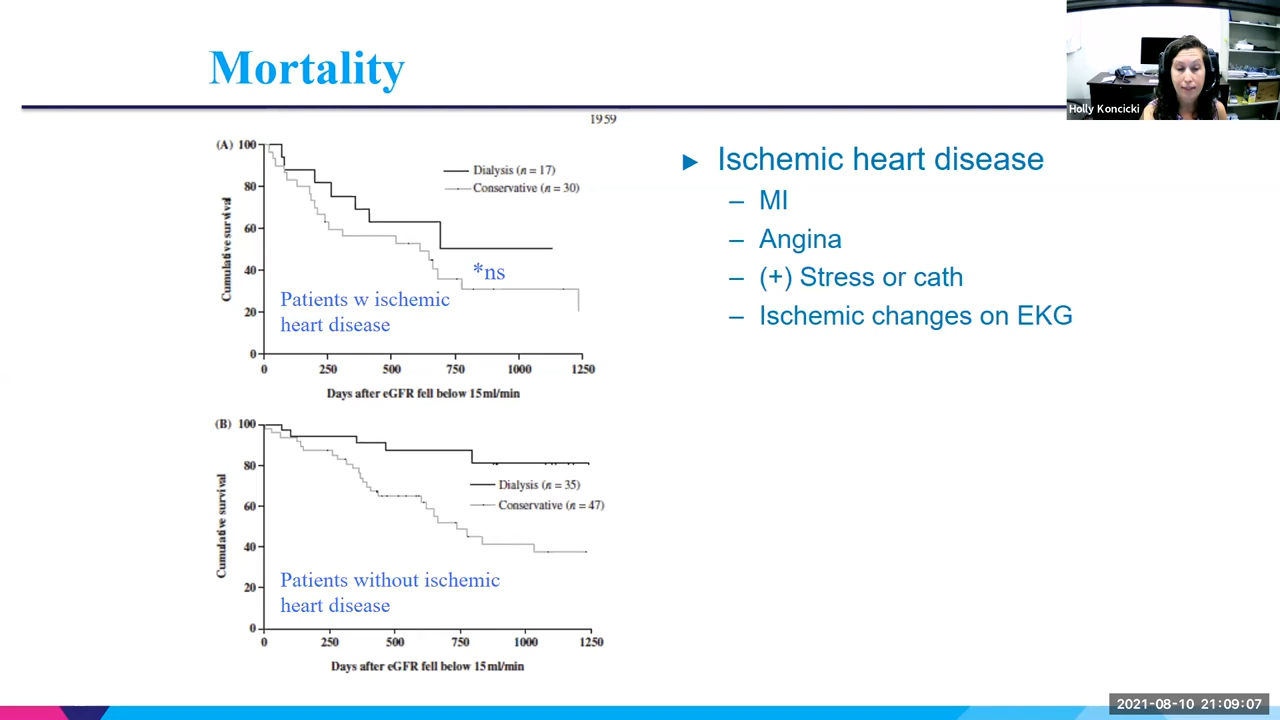 Mortality
Holly Koncicki
1959
(A) 100
80
60
40
20
0
Cumulative survival
Dialysis (n = 17)
Conservative (n = 30)
*ns
Patients w ischemic
heart disease
0 250 500 750 1000 1250
Days after eGFR fell below 15 ml/min
(B) 100
80
60
40
20
0
Cumulative survival
Dialysis (n = 35)
Conservative (n = 47)
Patients without ischemic
heart disease
0 250 500 750 1000 1250
Days after eGFR fell below 15 ml/min
► Ischemic heart disease
– MI
– Angina
– (+) Stress or cath
– Ischemic changes on EKG
2021-08-10 21:09:07